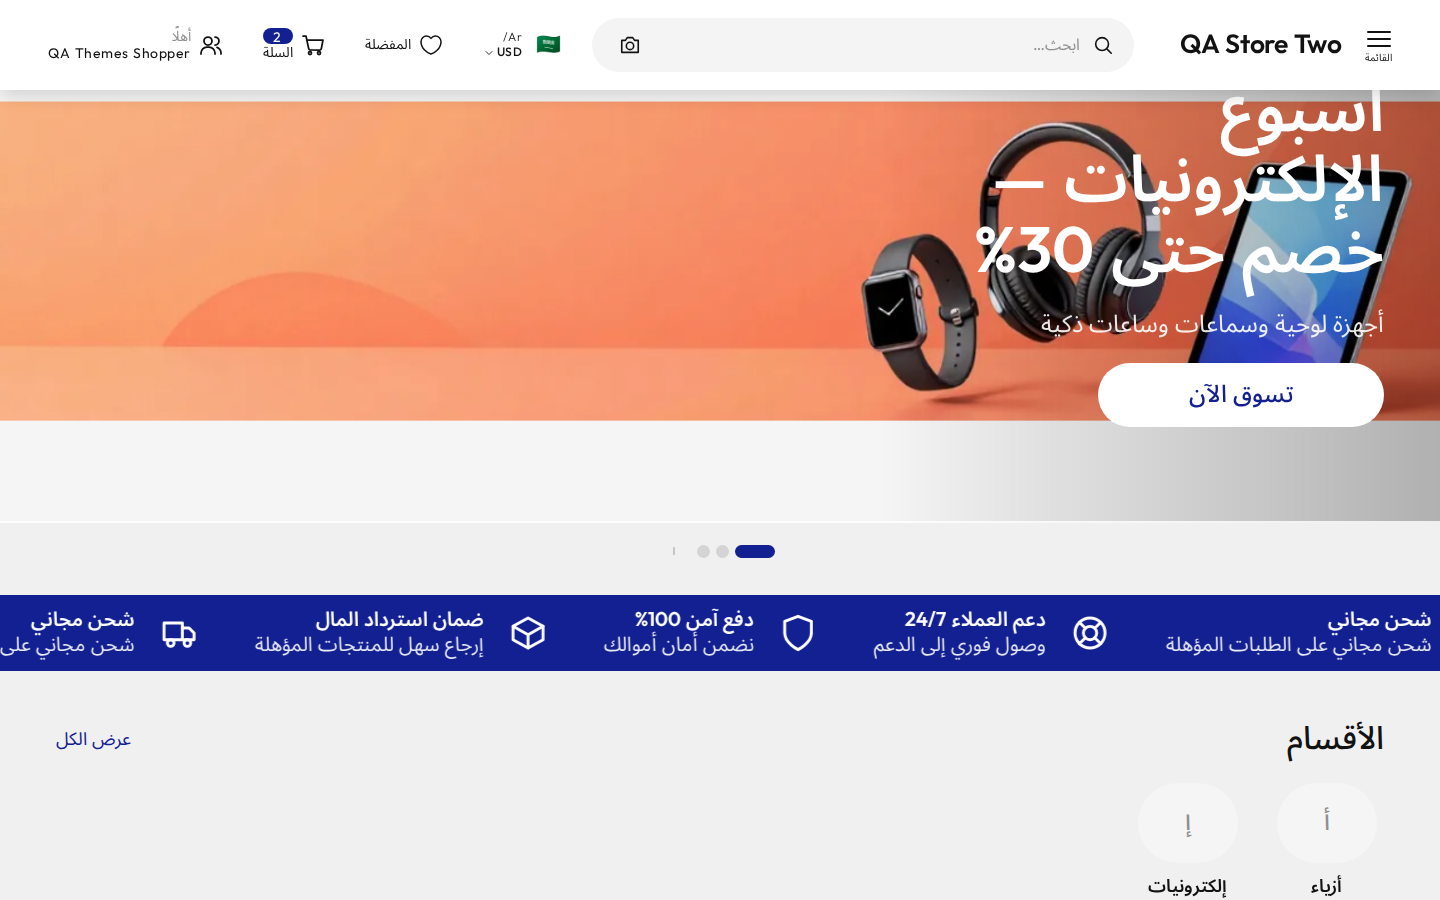 القائمة
QA Store Two
ابحث...
Ar/
USD
المفضلة
2
السلة
أهلًا
QA Themes Shopper
أسبوع
الإلكترونيات –
خصم حتى 30%
أجهزة لوحية وسماعات وساعات ذكية
تسوق الآن
شحن مجاني
شحن مجاني على الطلبات المؤهلة
دعم العملاء 24/7
وصول فوري إلى الدعم
دفع آمن 100%
نضمن أمان أموالك
ضمان استرداد المال
إرجاع سهل للمنتجات المؤهلة
شحن مجاني
شحن مجاني على
الأقسام
عرض الكل
أ
إ
أزياء
إلكترونيات